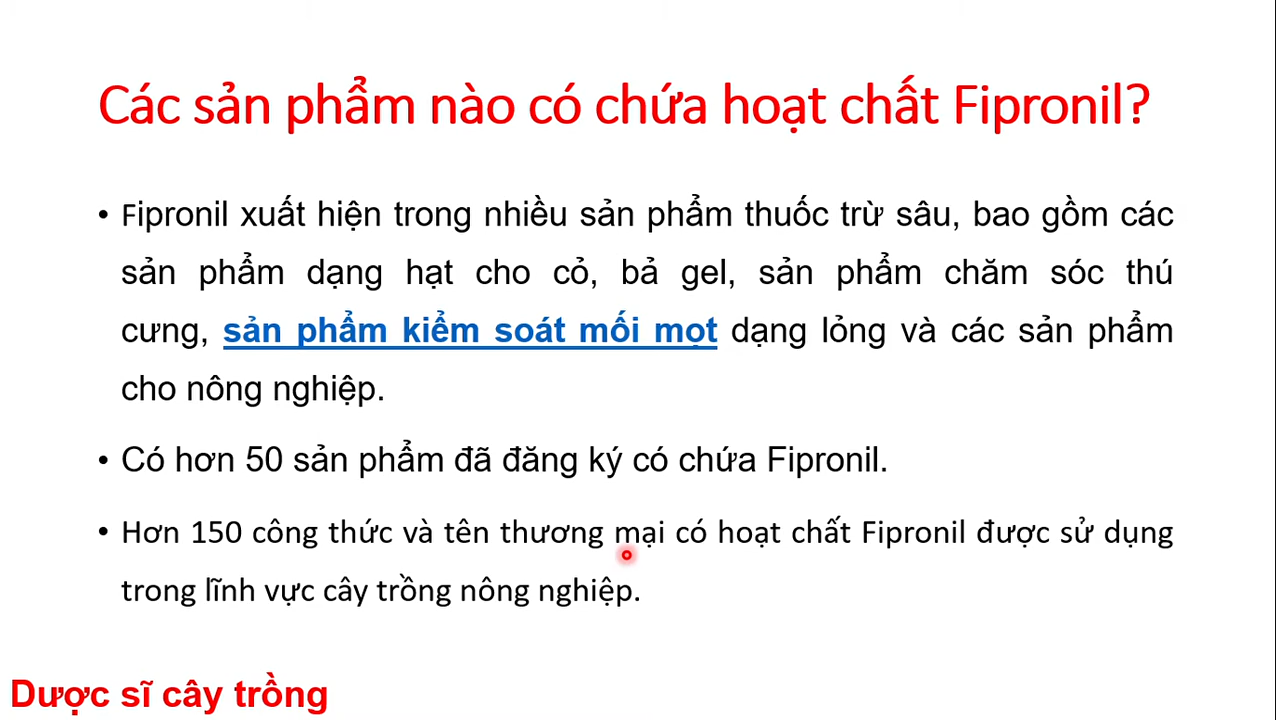 Các sản phẩm nào có chứa hoạt chất Fipronil?
• Fipronil xuất hiện trong nhiều sản phẩm thuốc trừ sâu, bao gồm các
sản phẩm dạng hạt cho cỏ, bả gel, sản phẩm chăm sóc thú
cưng, sản phẩm kiểm soát mối mọt dạng lỏng và các sản phẩm
cho nông nghiệp.
• Có hơn 50 sản phẩm đã đăng ký có chứa Fipronil.
• Hơn 150 công thức và tên thương mại có hoạt chất Fipronil được sử dụng
trong lĩnh vực cây trồng nông nghiệp.
Dược sĩ cây trồng